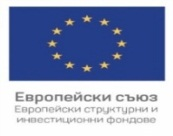 Европейски съюз
Европейски структурни и
инвестиционни фондове